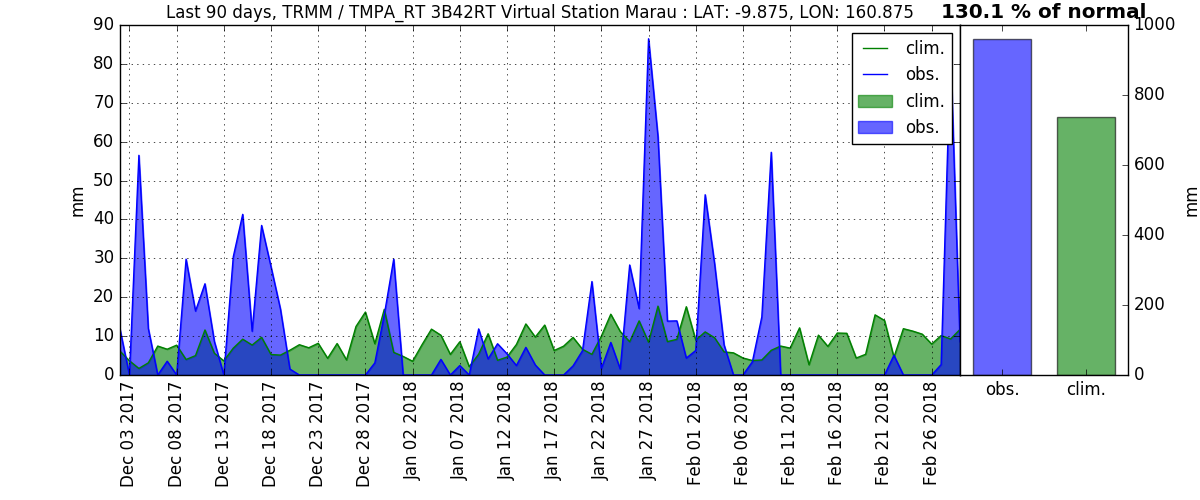 Last 90 days, TRMM / TMPA_RT 3B42RT Virtual Station Marau : LAT: -9.875, LON: 160.875
130.1 % of normal
90
80
70
60
50
40
30
20
10
0
mm
clim.
obs.
clim.
obs.
Dec 03 2017
Dec 08 2017
Dec 13 2017
Dec 18 2017
Dec 23 2017
Dec 28 2017
Jan 02 2018
Jan 07 2018
Jan 12 2018
Jan 17 2018
Jan 22 2018
Jan 27 2018
Feb 01 2018
Feb 06 2018
Feb 11 2018
Feb 16 2018
Feb 21 2018
Feb 26 2018
1000
800
600
400
200
0
mm
obs.
clim.